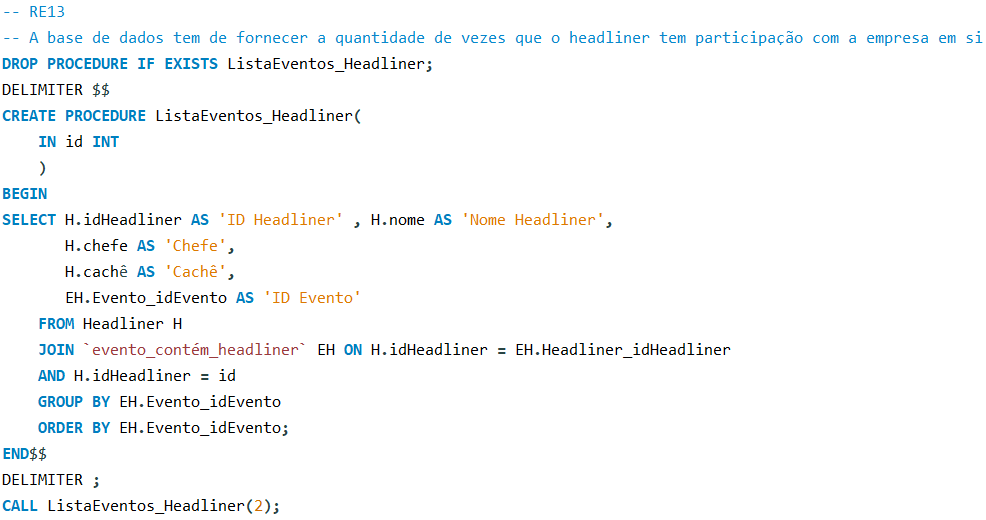 -- RE13
-- A base de dados tem de fornecer a quantidade de vezes que o headliner tem participação com a empresa em si
DROP PROCEDURE IF EXISTS ListaEventos_Headliner;
DELIMITER $$
CREATE PROCEDURE ListaEventos_Headliner(
    IN id INT
    )
BEGIN
SELECT H.idHeadliner AS 'ID Headliner' , H.nome AS 'Nome Headliner',
       H.chefe AS 'Chefe',
       H.cachê AS 'Cachê',
       EH.Evento_idEvento AS 'ID Evento'
    FROM Headliner H
    JOIN `evento_contém_headliner` EH ON H.idHeadliner = EH.Headliner_idHeadliner
    AND H.idHeadliner = id
    GROUP BY EH.Evento_idEvento
    ORDER BY EH.Evento_idEvento;
END$$
DELIMITER ;
CALL ListaEventos_Headliner(2);